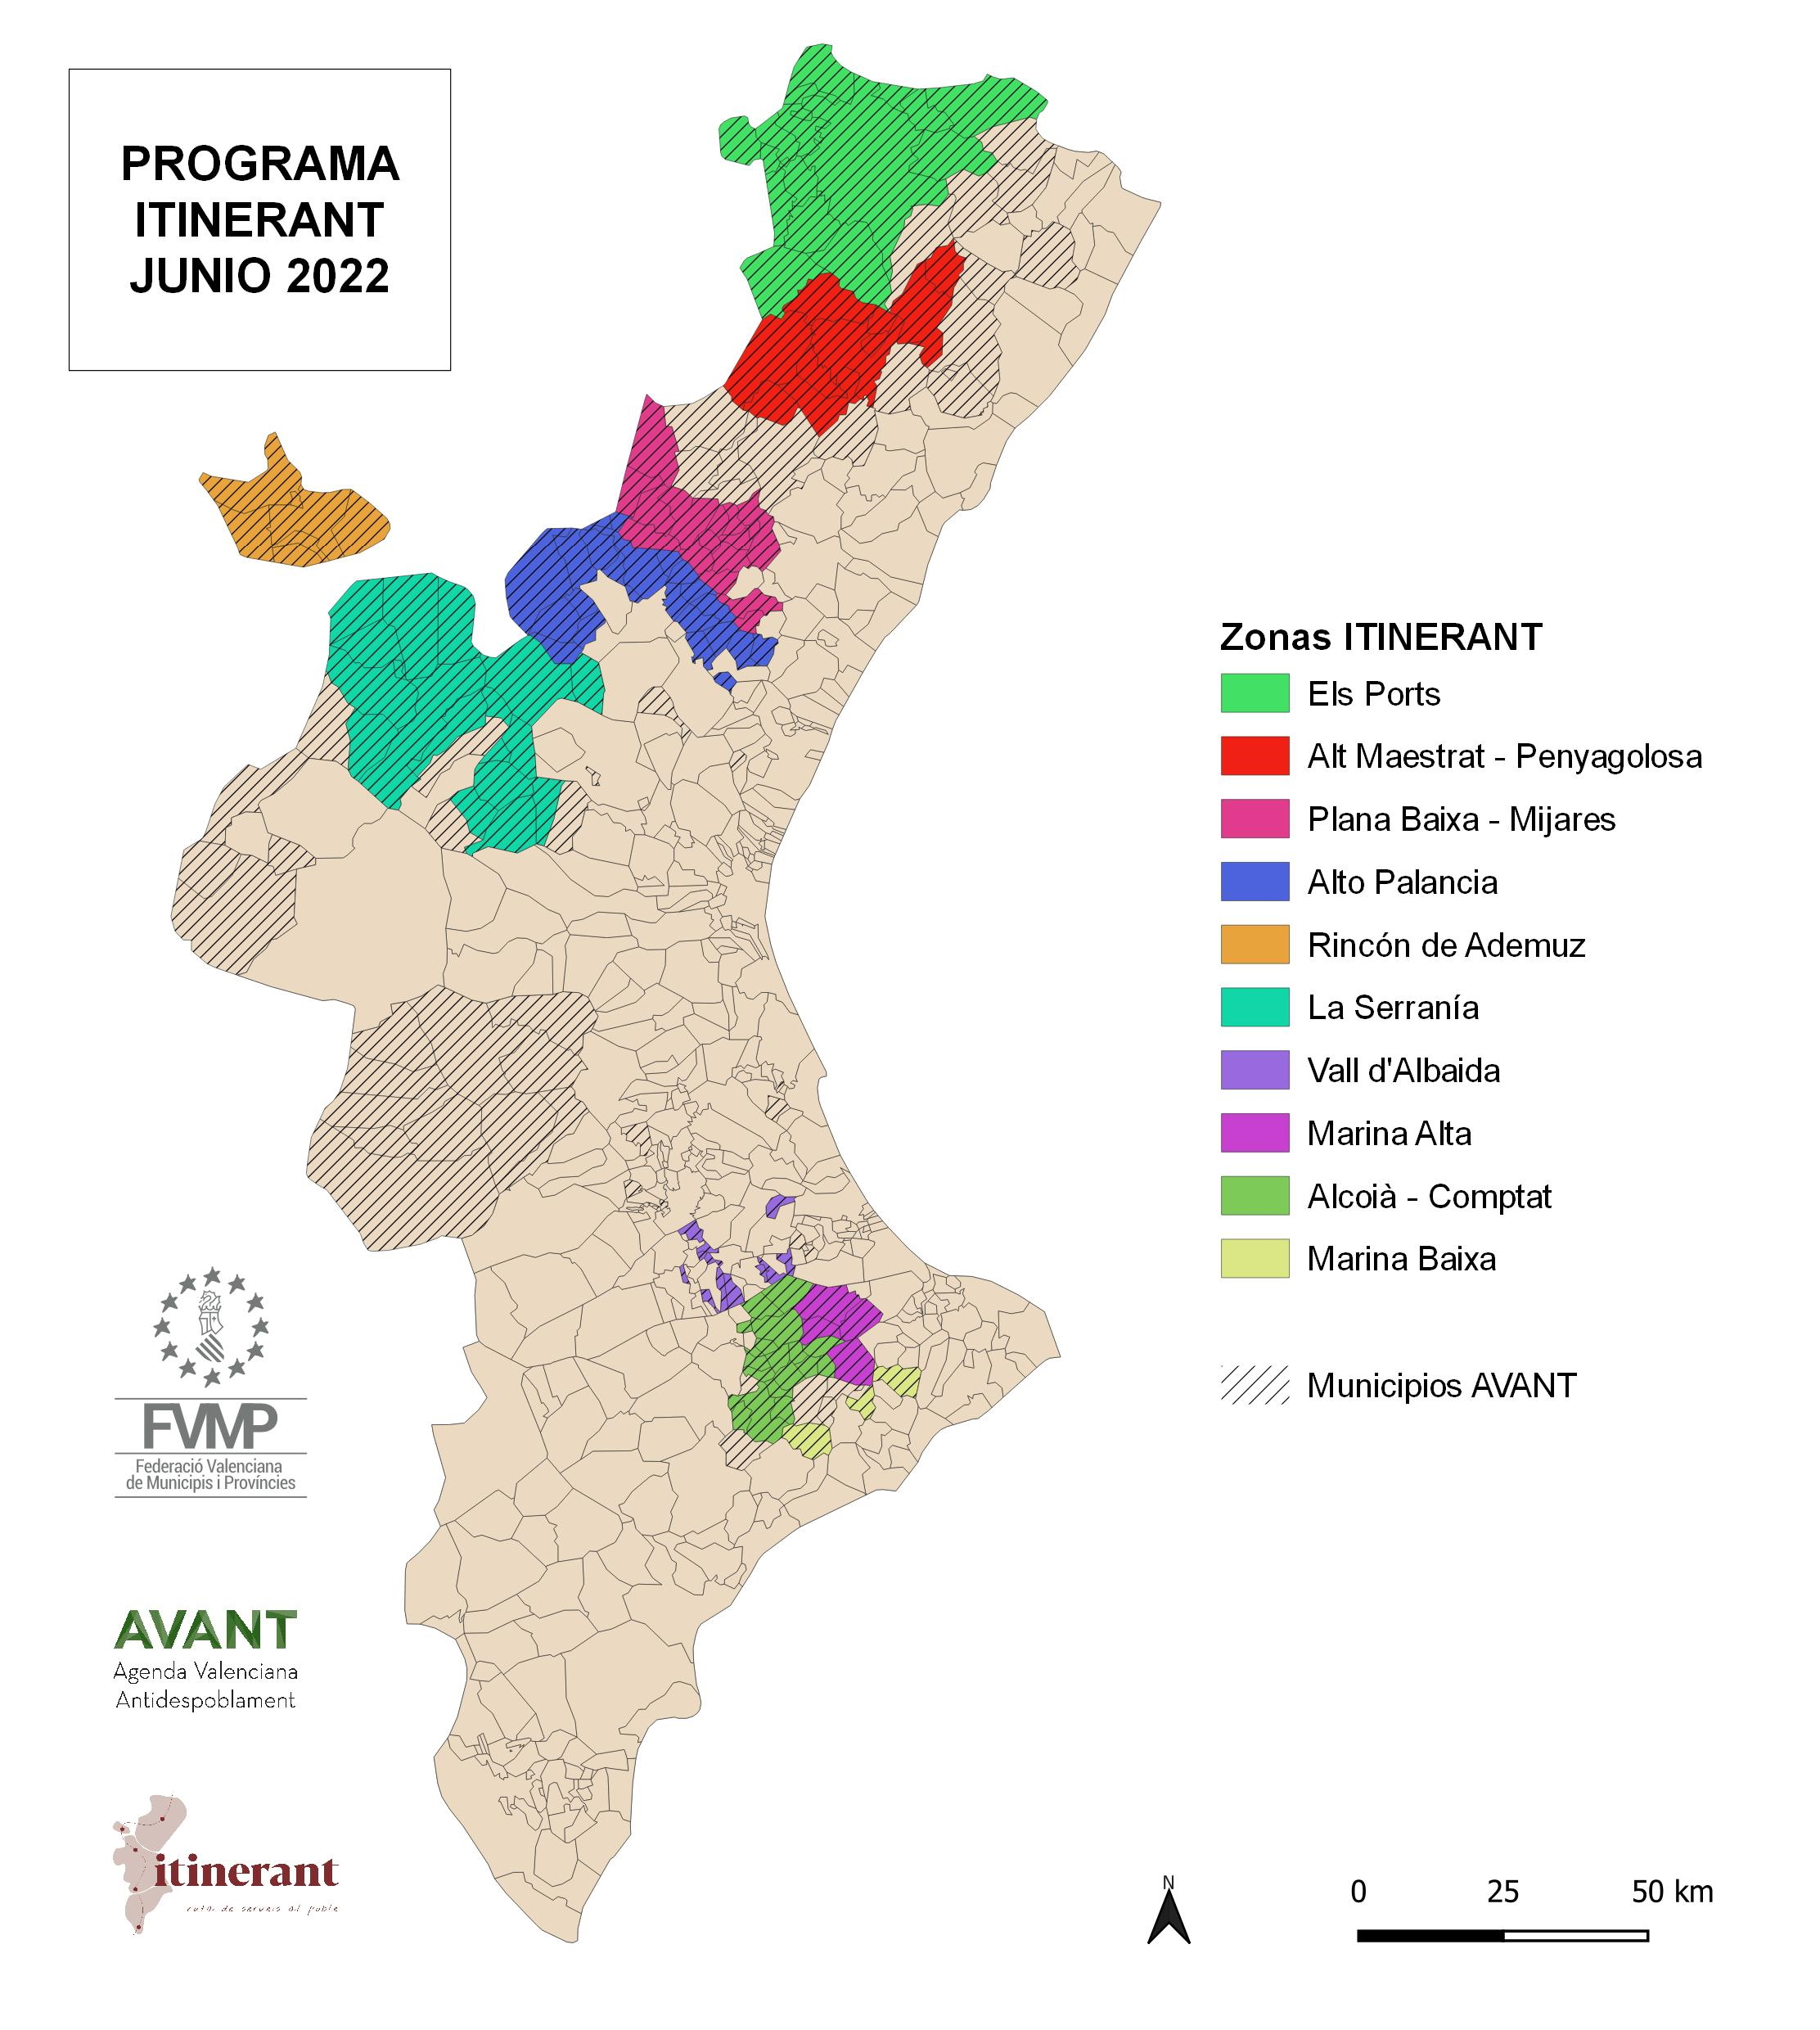 PROGRAMA
ITINERANT
JUNIO 2022
Zonas ITINERANT
Els Ports
Alt Maestrat - Penyagolosa
Plana Baixa - Mijares
Alto Palancia
Rincón de Ademuz
La Serranía
Vall d'Albaida
Marina Alta
Alcoià - Comptat
Marina Baixa
Municipios AVANT
FVMP
Federació Valenciana
de Municipis i Províncies
AVANT
Agenda Valenciana
Antidespoblament
itinerant
ruta de serveis al poble
N
0 25 50 km